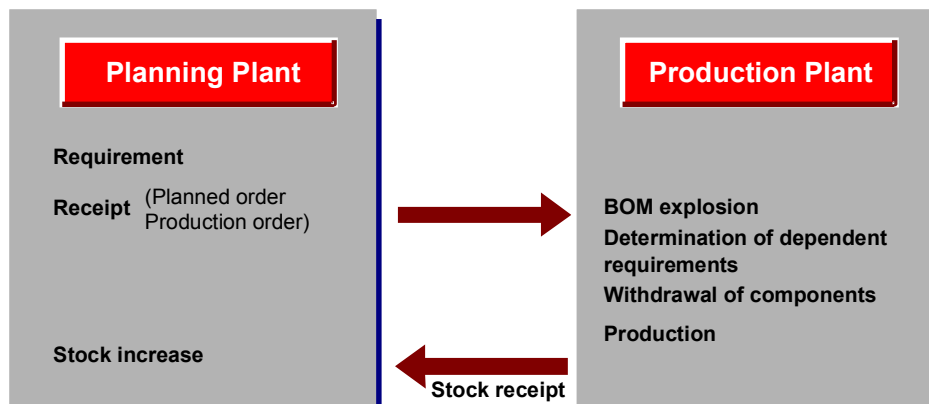 Planning Plant
Requirement
Receipt (Planned order
Production order)
Stock increase
Production Plant
BOM explosion
Determination of dependent
requirements
Withdrawal of components
Production
Stock receipt